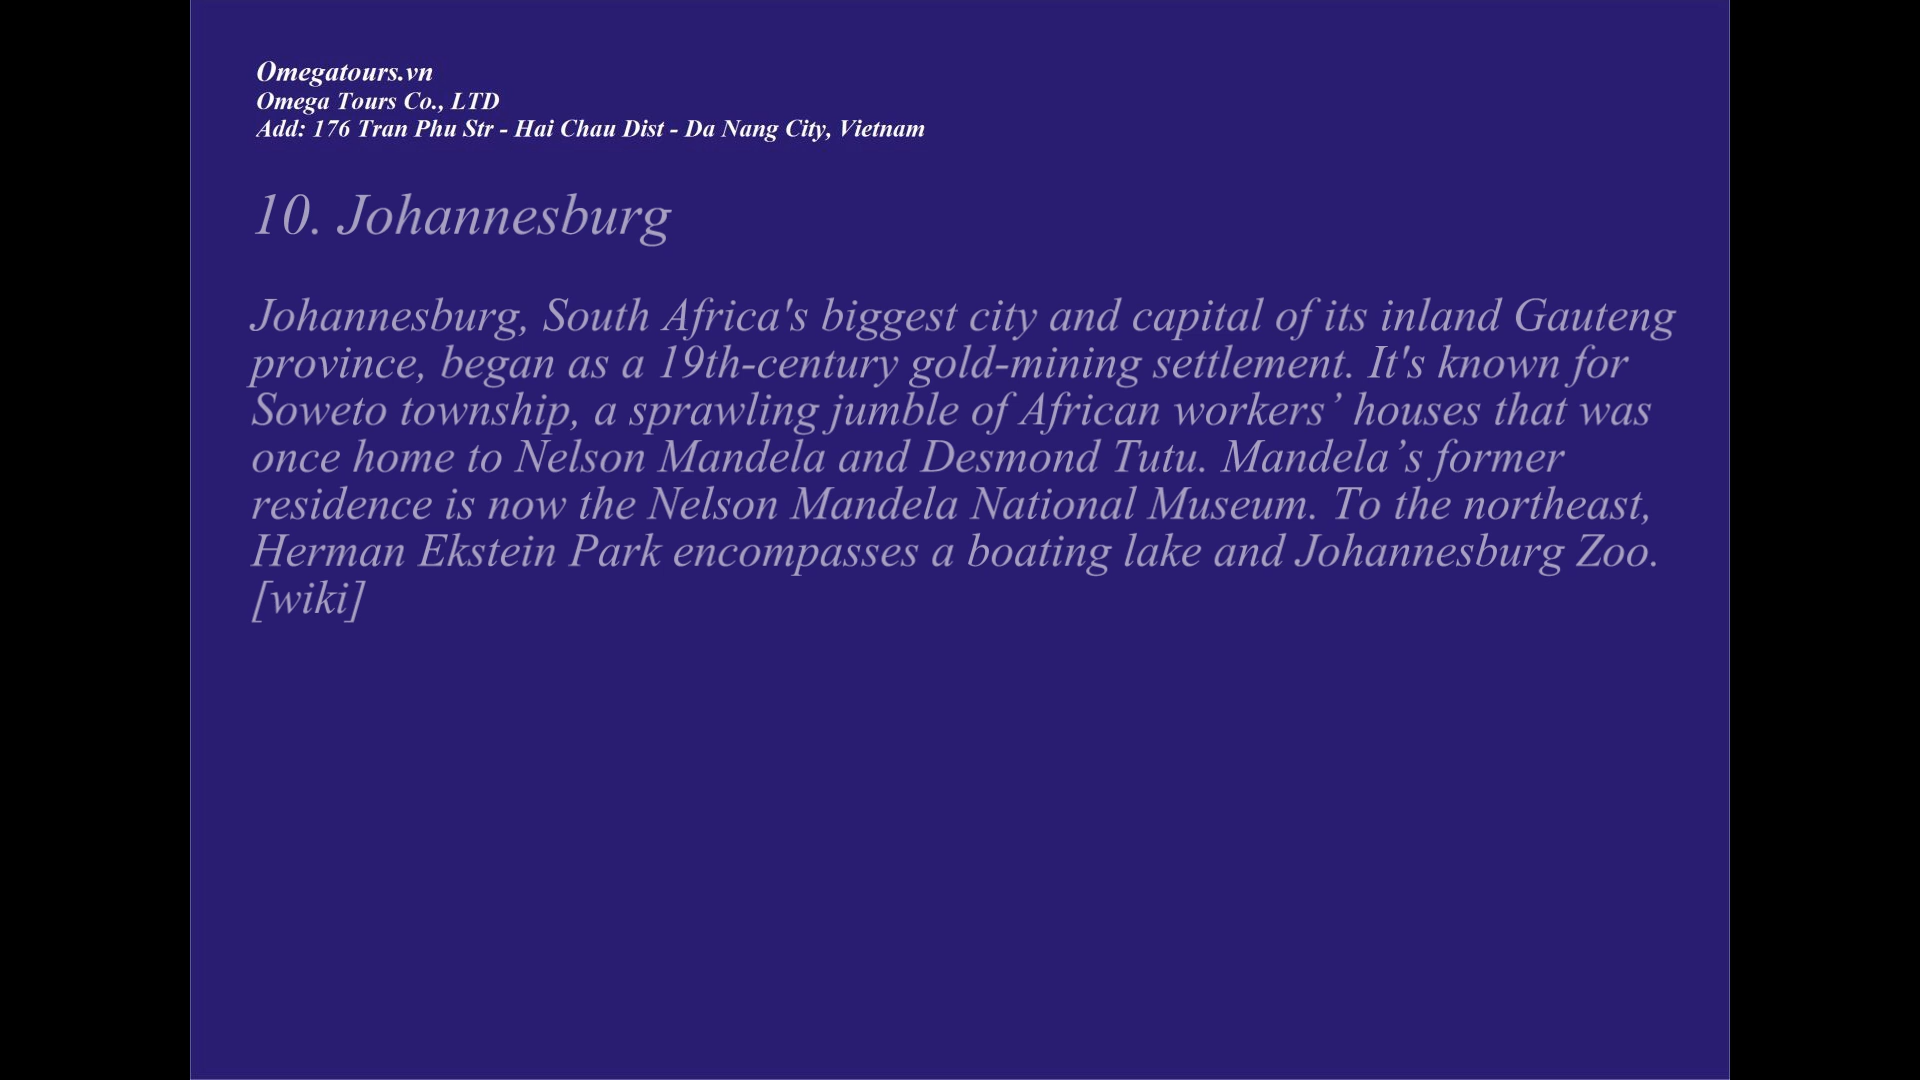 Omegatours.vn
Omega Tours Co., LTD
Add: 176 Tran Phu Str - Hai Chau Dist - Da Nang City, Vietnam
10. Johannesburg
Johannesburg, South Africa's biggest city and capital of its inland Gauteng
province, began as a 19th-century gold-mining settlement. It's known for
Soweto township, a sprawling jumble of African workers’ houses that was
once home to Nelson Mandela and Desmond Tutu. Mandela’s former
residence is now the Nelson Mandela National Museum. To the northeast,
Herman Ekstein Park encompasses a boating lake and Johannesburg Zoo.
[wiki]